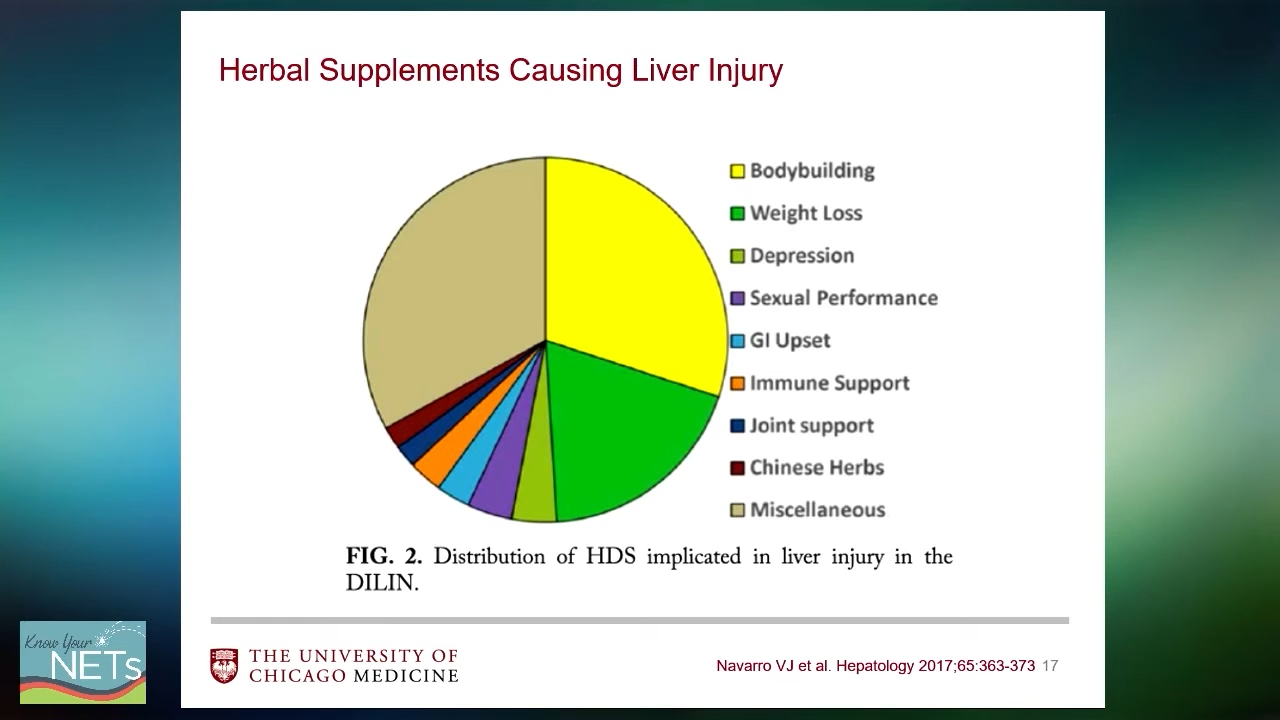 Herbal Supplements Causing Liver Injury
Bodybuilding
Weight Loss
Depression
Sexual Performance
GI Upset
Immune Support
Joint support
Chinese Herbs
Miscellaneous
FIG. 2. Distribution of HDS implicated in liver injury in the
DILIN.
Know Your
NETs
THE UNIVERSITY OF
CHICAGO MEDICINE
Navarro VJ et al. Hepatology 2017;65:363-373 17